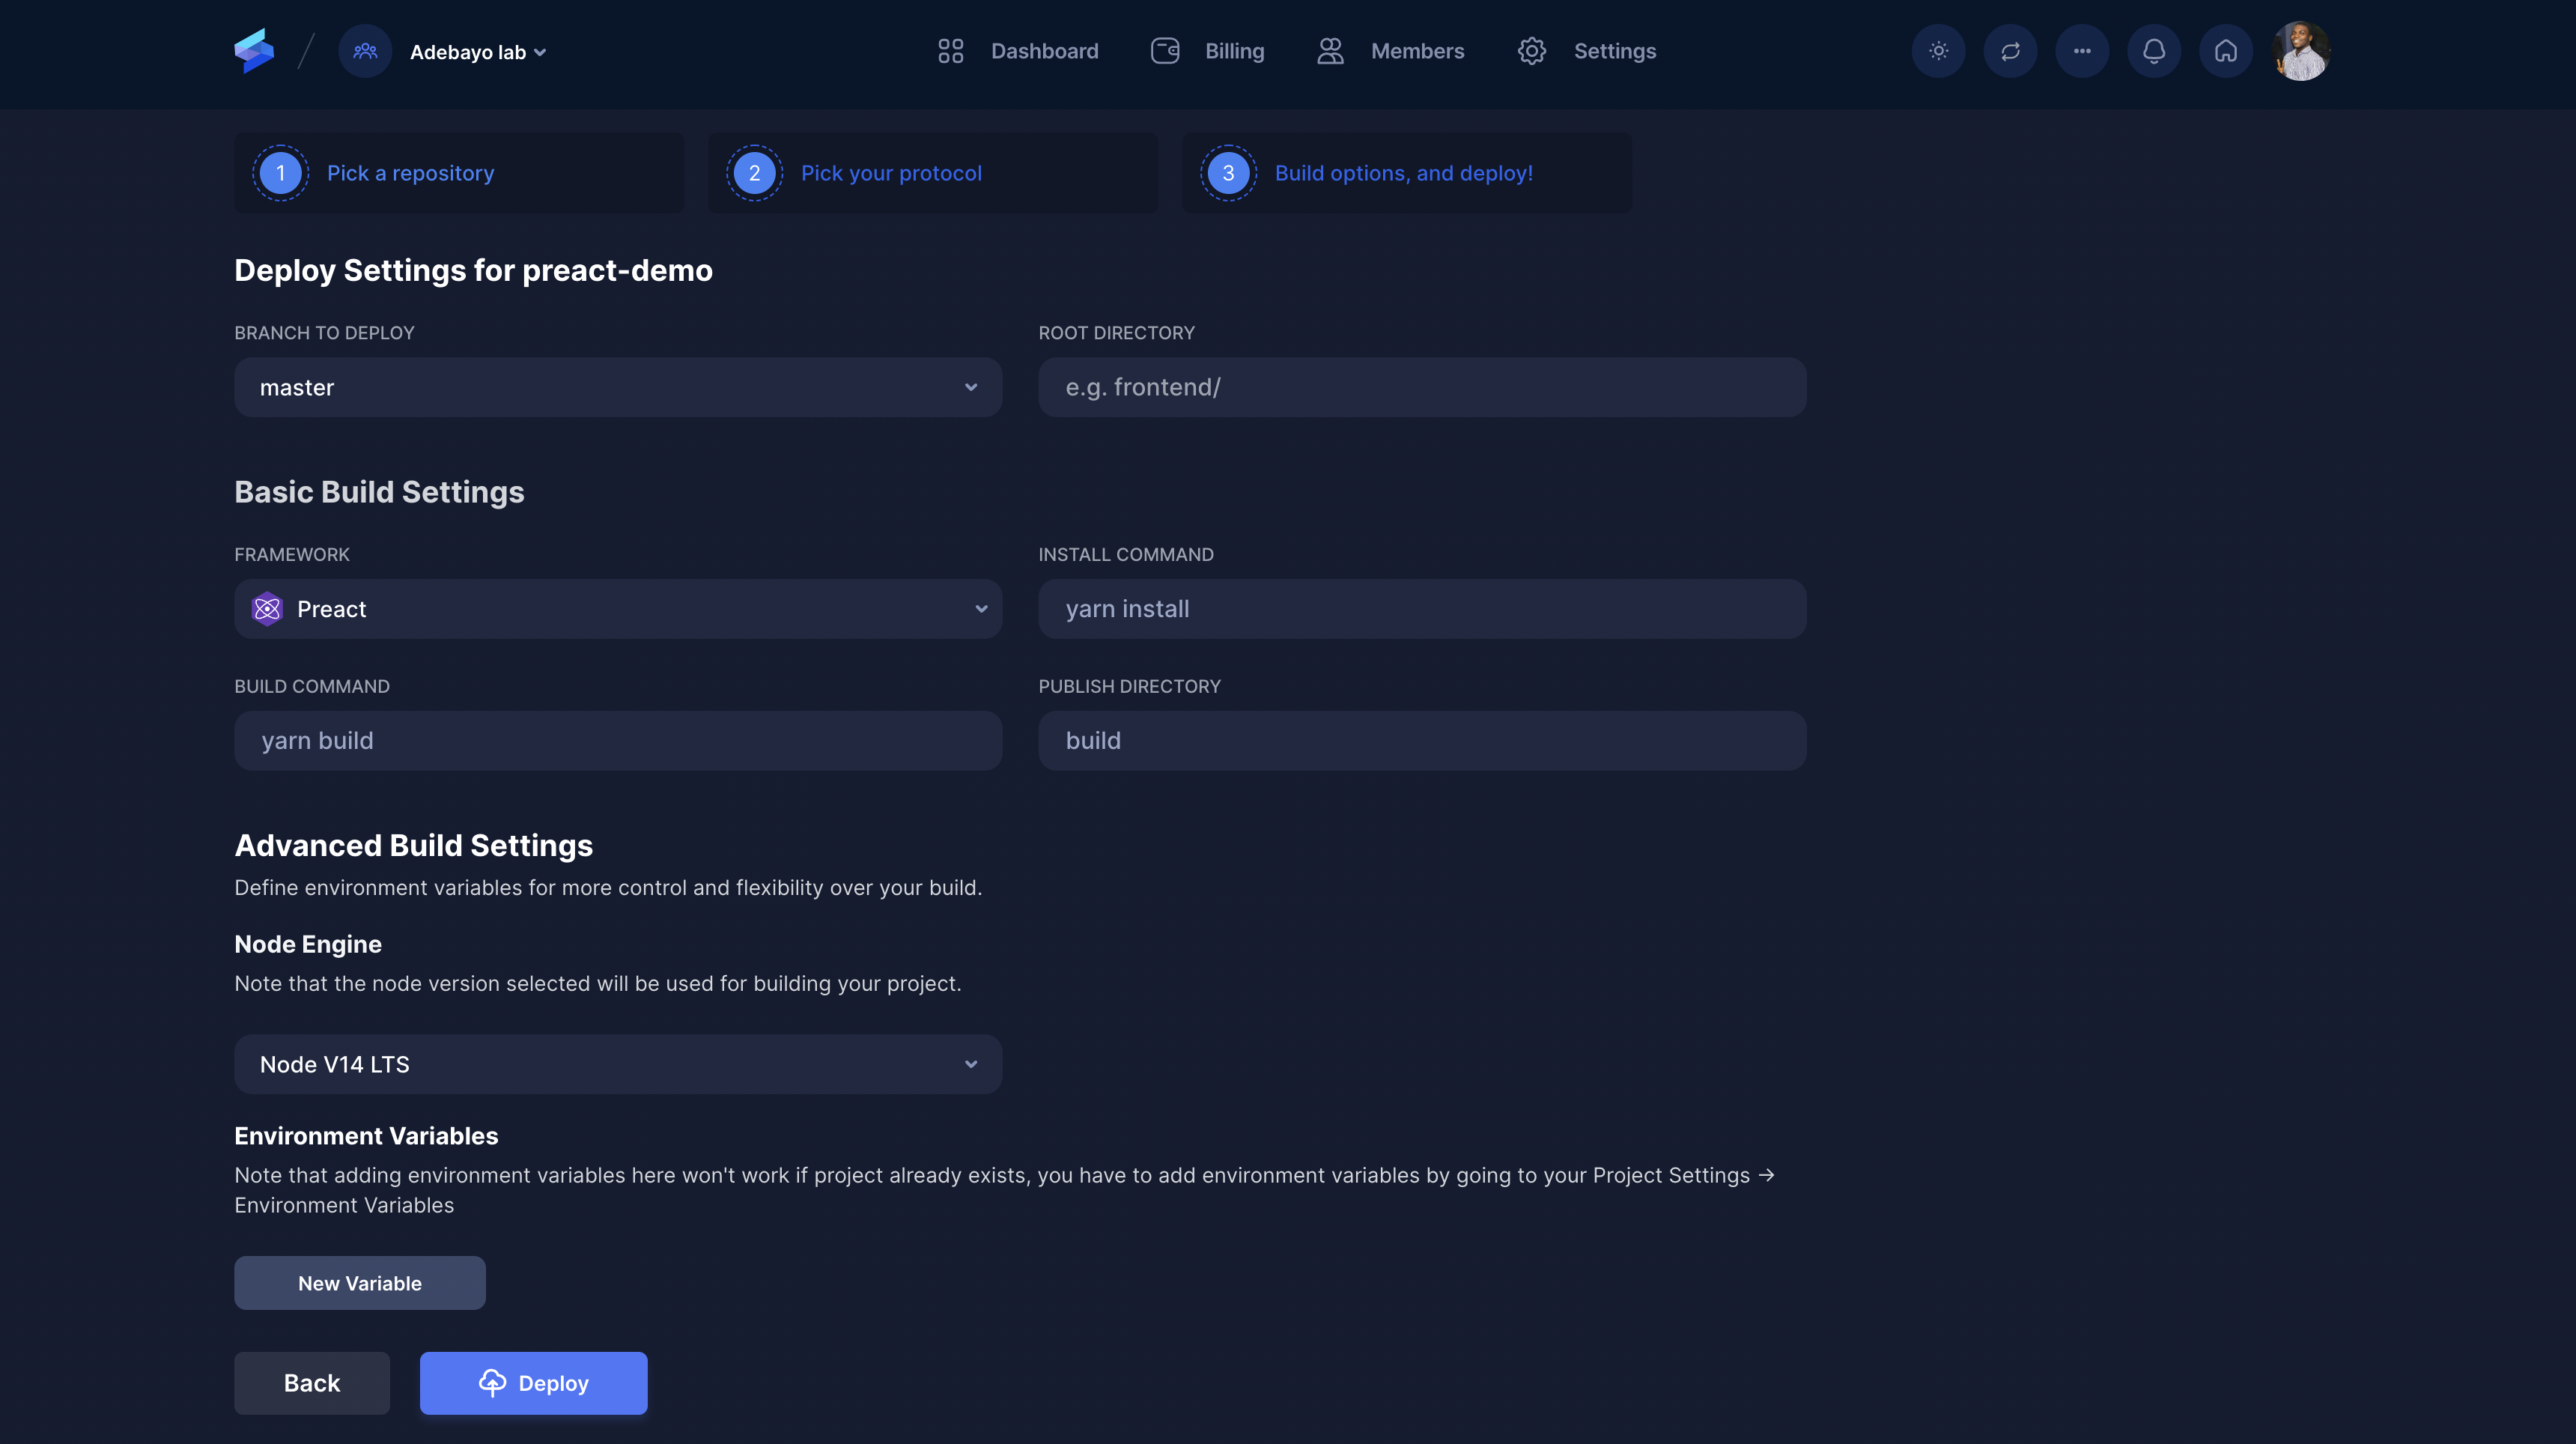 Adebayo lab
Dashboard
Billing
Members
Settings
1 Pick a repository
2 Pick your protocol
3 Build options, and deploy!
Deploy Settings for preact-demo
BRANCH TO DEPLOY
master
ROOT DIRECTORY
e.g. frontend/
Basic Build Settings
FRAMEWORK
Preact
INSTALL COMMAND
yarn install
BUILD COMMAND
yarn build
PUBLISH DIRECTORY
build
Advanced Build Settings
Define environment variables for more control and flexibility over your build.
Node Engine
Note that the node version selected will be used for building your project.
Node V14 LTS
Environment Variables
Note that adding environment variables here won't work if project already exists, you have to add environment variables by going to your Project Settings →
Environment Variables
New Variable
Back
Deploy